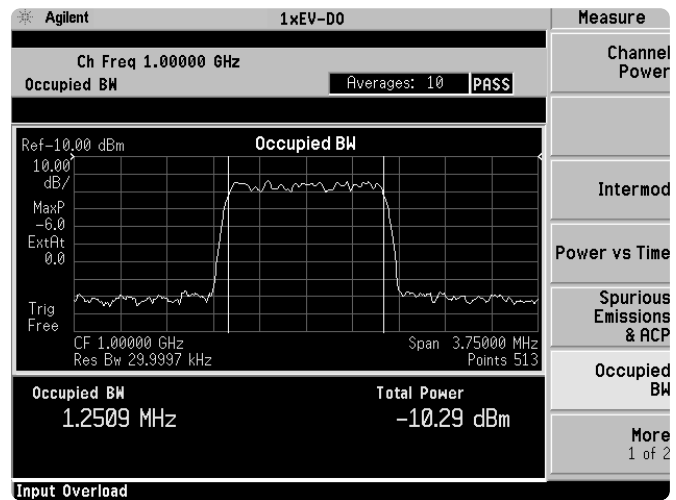 Agilent 1xEV-DO Measure
Ch Freq 1.00000 GHz
Occupied BW Averages: 10 PASS
Channel
Power
Ref-10.00 dBm Occupied BW
10.00
dB/
MaxP
-6.0
ExtAt
0.0
Trig
Free
CF 1.00000 GHz Span 3.75000 MHz
Res Bw 29.9997 kHz Points 513
Intermod
Power vs Time
Spurious
Emissions
& ACP
Occupied
BW
More
1 of 2
Occupied BW Total Power
1.2509 MHz -10.29 dBm
Input Overload